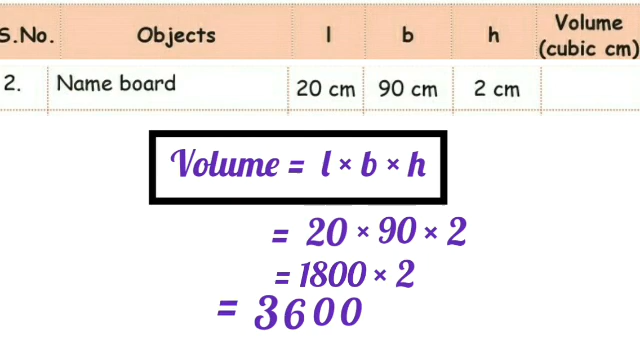 S.No. Objects l b h Volume (cubic cm)
2. Name board 20 cm 90 cm 2 cm
Volume = l × b × h
= 20 × 90 × 2
= 1800 × 2
= 3600